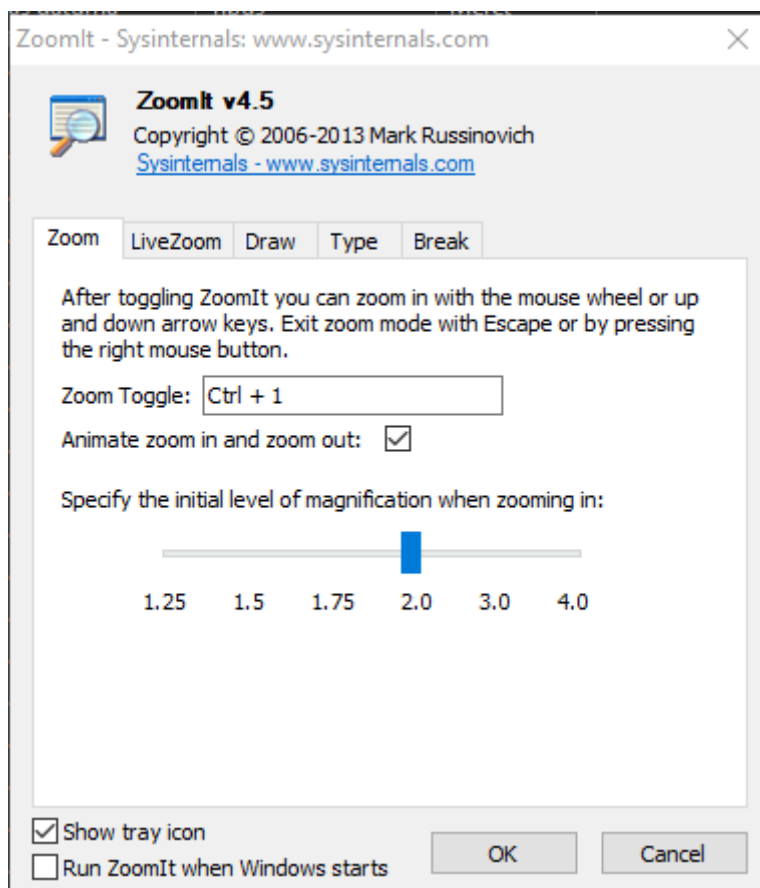 ZoomIt - Sysinternals: www.sysinternals.com
ZoomIt v4.5
Copyright © 2006-2013 Mark Russinovich
Sysinternals - www.sysinternals.com
Zoom LiveZoom Draw Type Break
After toggling ZoomIt you can zoom in with the mouse wheel or up
and down arrow keys. Exit zoom mode with Escape or by pressing
the right mouse button.
Zoom Toggle: Ctrl + 1
Animate zoom in and zoom out:
Specify the initial level of magnification when zooming in:
1.25 1.5 1.75 2.0 3.0 4.0
Show tray icon
Run ZoomIt when Windows starts
OK Cancel